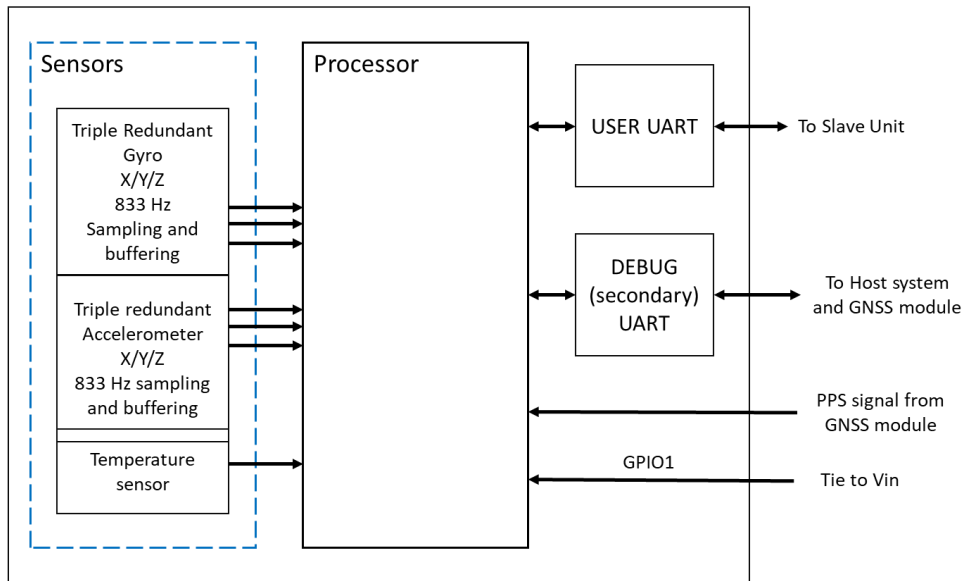 Sensors
Triple Redundant
Gyro
X/Y/Z
833 Hz
Sampling and
buffering
Triple redundant
Accelerometer
X/Y/Z
833 Hz sampling
and buffering
Temperature
sensor
Processor
USER UART
To Slave Unit
DEBUG
(secondary)
UART
To Host system
and GNSS module
PPS signal from
GNSS module
GPIO1
Tie to Vin